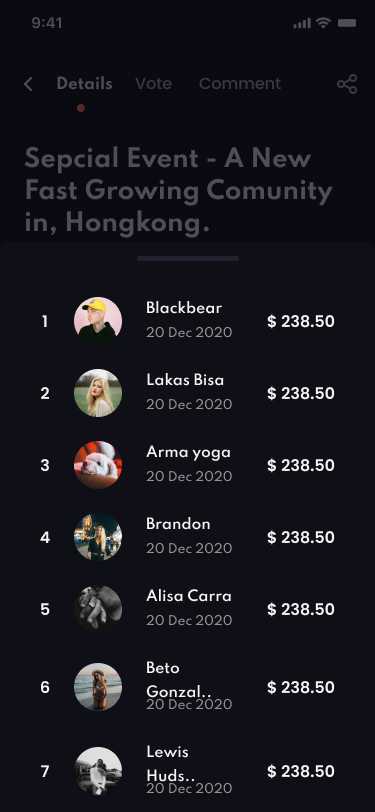 9:41
Details Vote Comment
Sepcial Event - A New
Fast Growing Comunity
in, Hongkong.
1 Blackbear $ 238.50
20 Dec 2020
2 Lakas Bisa $ 238.50
20 Dec 2020
3 Arma yoga $ 238.50
20 Dec 2020
4 Brandon $ 238.50
20 Dec 2020
5 Alisa Carra $ 238.50
20 Dec 2020
6 Beto $ 238.50
Gonzal..
20 Dec 2020
7 Lewis $ 238.50
Huds..
20 Dec 2020